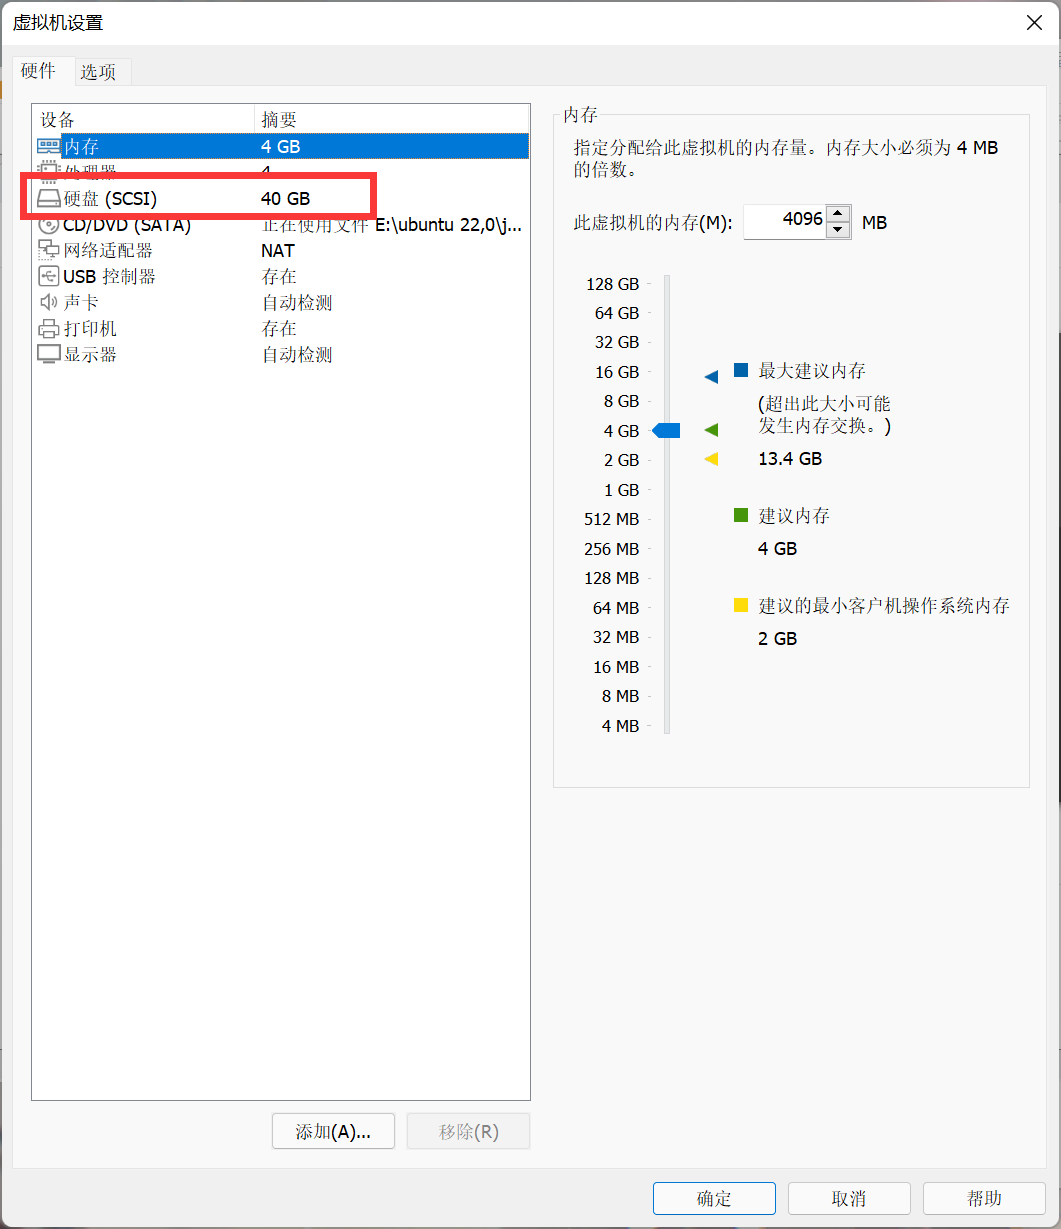 虚拟机设置
硬件 选项
设备 摘要
内存 4 GB
处理器 4
硬盘 (SCSI) 40 GB
CD/DVD (SATA) 正在使用文件 E:\ubuntu 22,0\j...
网络适配器 NAT
USB 控制器 存在
声卡 自动检测
打印机 存在
显示器 自动检测
添加(A)... 移除(R)
内存
指定分配给此虚拟机的内存量。内存大小必须为 4 MB
的倍数。
此虚拟机的内存(M): 4096 MB
128 GB
64 GB
32 GB
16 GB
8 GB
4 GB
2 GB
1 GB
512 MB
256 MB
128 MB
64 MB
32 MB
16 MB
8 MB
4 MB
最大建议内存
(超出此大小可能
发生内存交换。)
13.4 GB
建议内存
4 GB
建议的最小客户机操作系统内存
2 GB
确定 取消 帮助